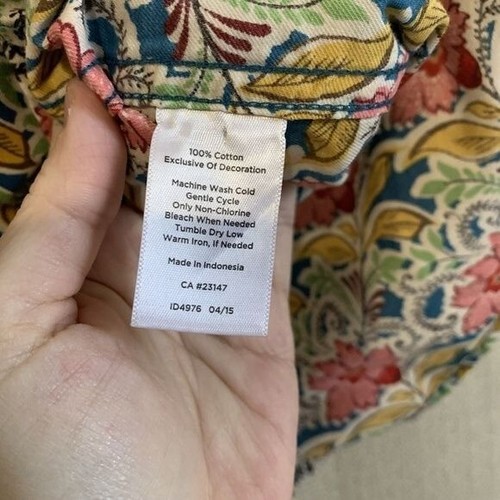 100% Cotton
Exclusive Of Decoration
Machine Wash Cold
Gentle Cycle
Only Non-Chlorine
Bleach When Needed
Tumble Dry Low
Warm Iron, If Needed
Made In Indonesia
CA #23147
ID4976 04/15